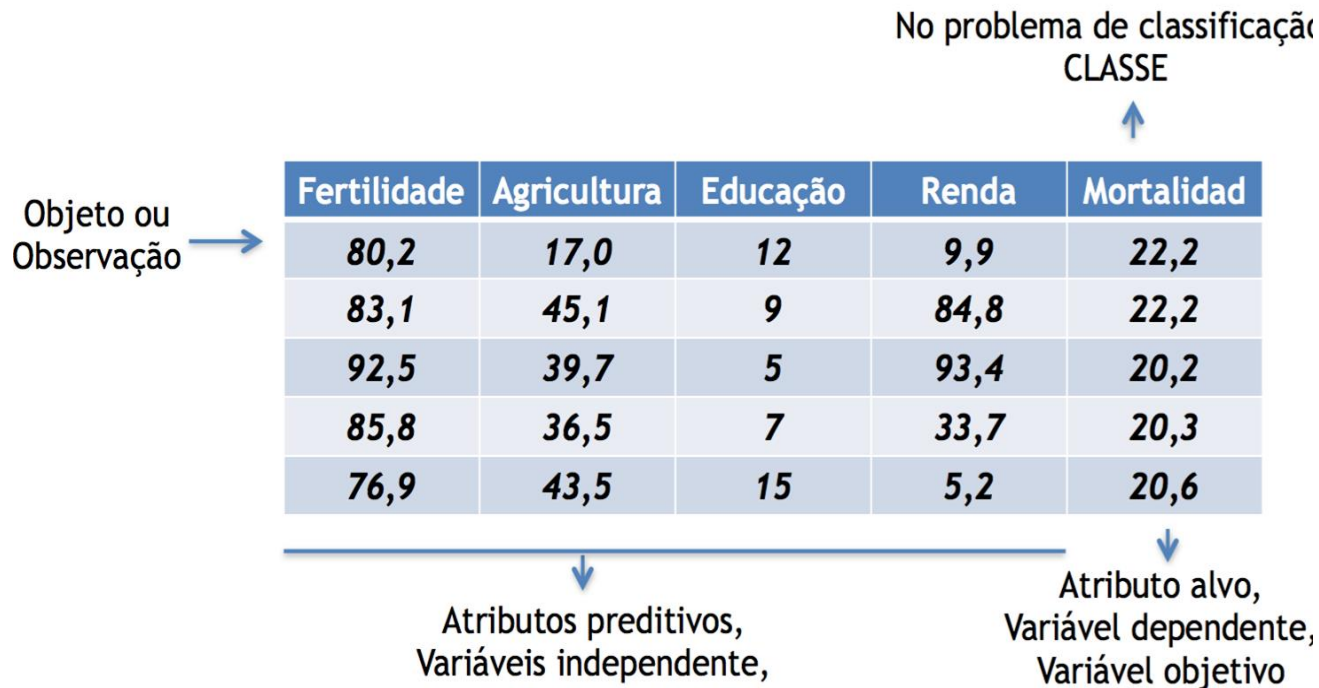 No problema de classificação
CLASSE
Objeto ou
Observação
Fertilidade Agricultura Educação Renda Mortalidad
80,2 17,0 12 9,9 22,2
83,1 45,1 9 84,8 22,2
92,5 39,7 5 93,4 20,2
85,8 36,5 7 33,7 20,3
76,9 43,5 15 5,2 20,6
Atributos preditivos,
Variáveis independente,
Atributo alvo,
Variável dependente,
Variável objetivo